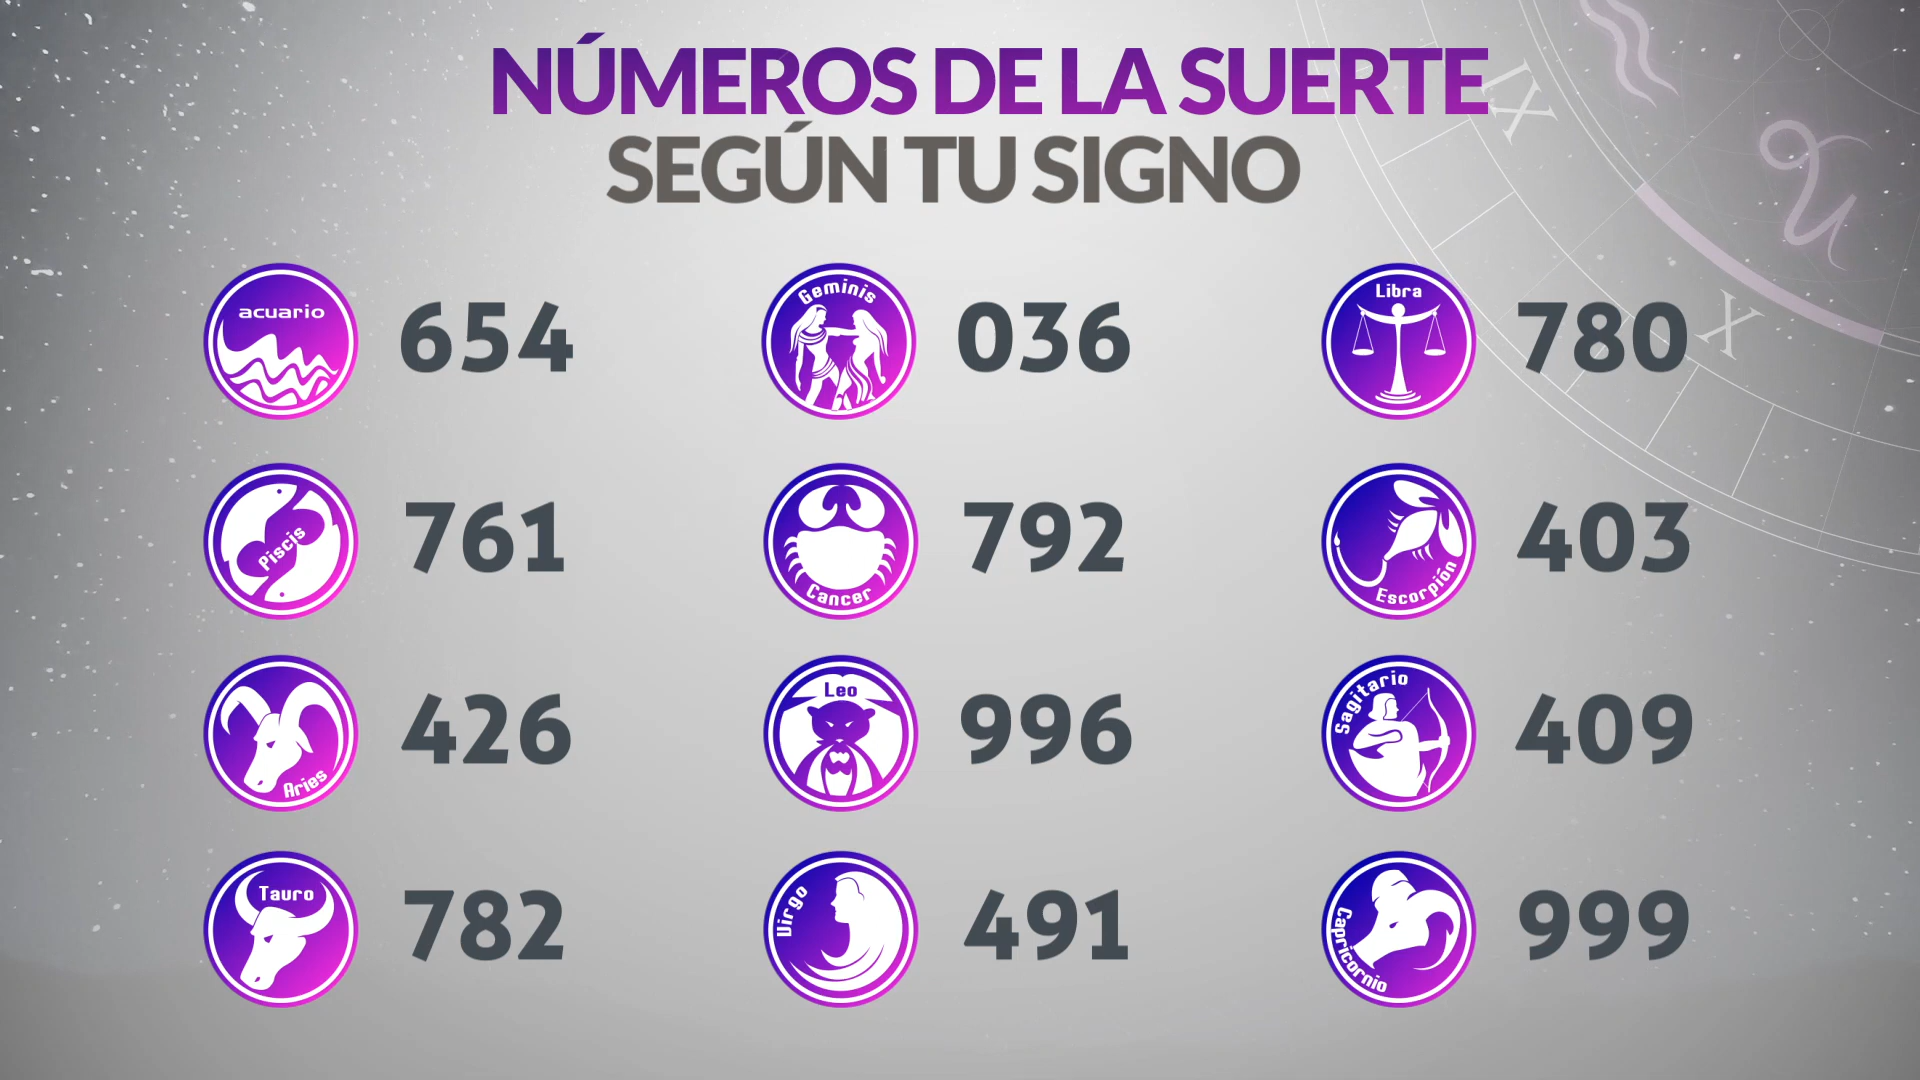 NÚMEROS DE LA SUERTE
SEGÚN TU SIGNO
acuario 654
Geminis 036
Libra 780
Piscis 761
Cancer 792
Escorpión 403
Aries 426
Leo 996
Sagitario 409
Tauro 782
Virgo 491
Capricornio 999
IX
X